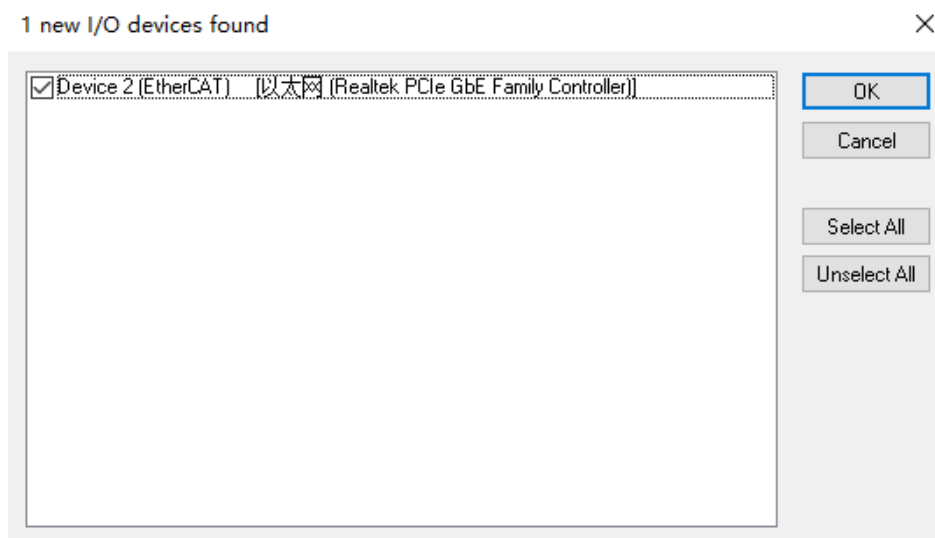 1 new I/O devices found
Device 2 (EtherCAT) [以太网 (Realtek PCIe GbE Family Controller)]
OK
Cancel
Select All
Unselect All